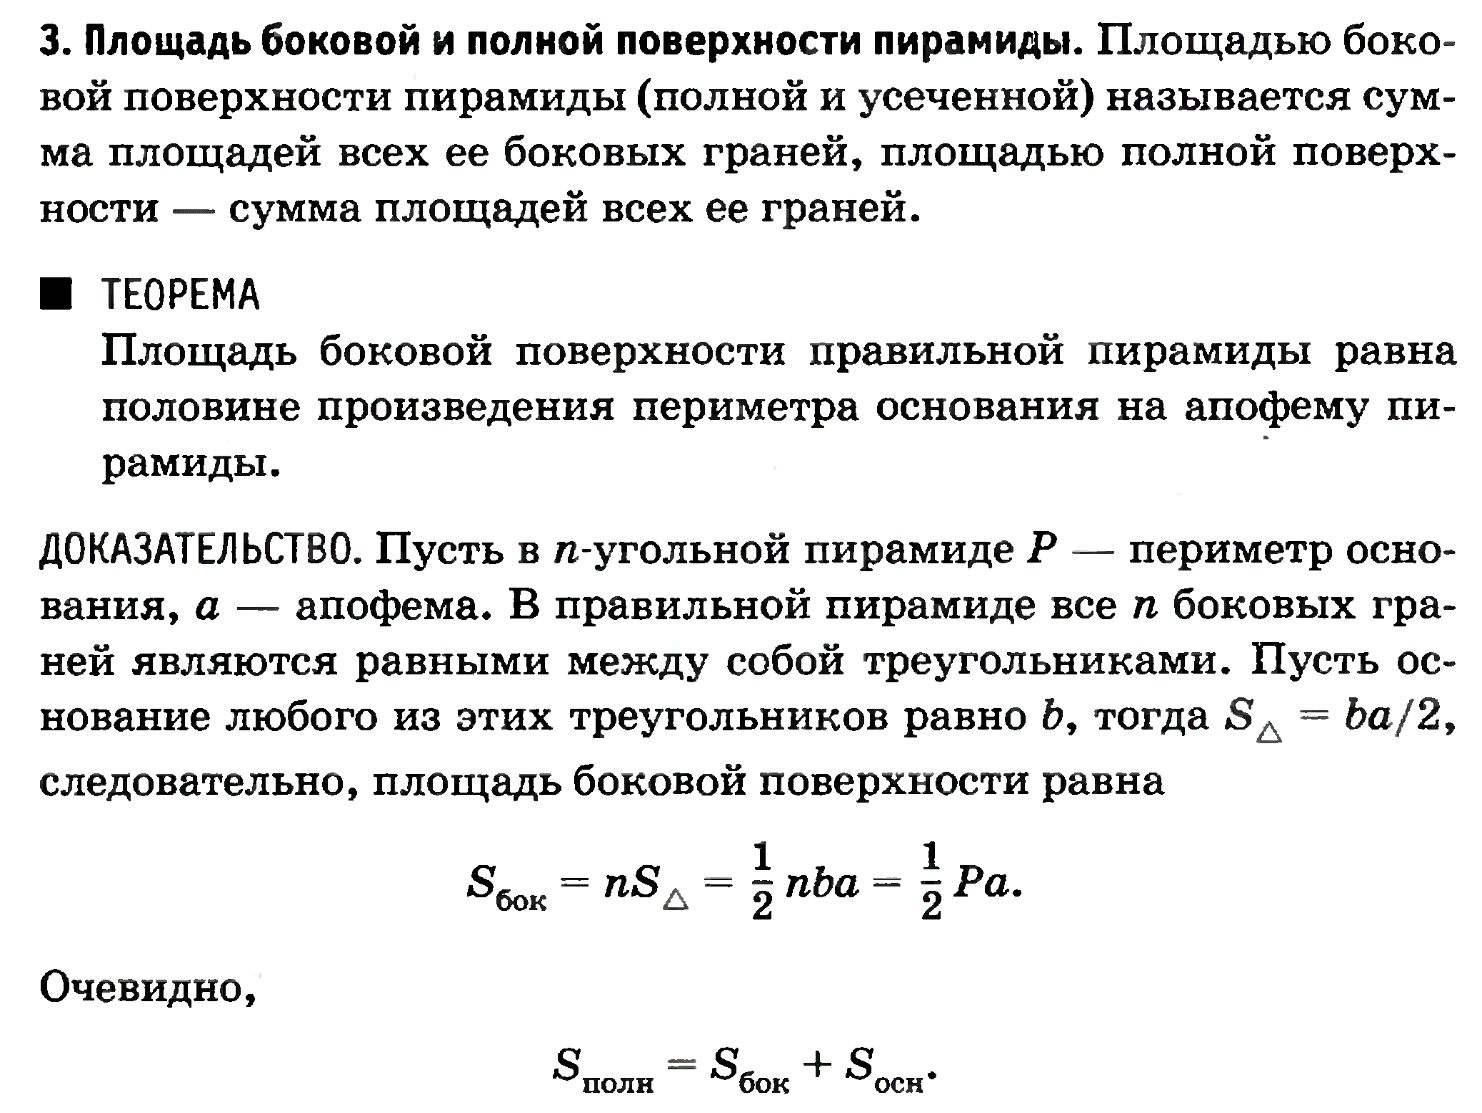 3. Площадь боковой и полной поверхности пирамиды. Площадью боко-
вой поверхности пирамиды (полной и усеченной) называется сум-
ма площадей всех ее боковых граней, площадью полной поверх-
ности — сумма площадей всех ее граней.
■ ТЕОРЕМА
Площадь боковой поверхности правильной пирамиды равна
половине произведения периметра основания на апофему пи-
рамиды.
ДОКАЗАТЕЛЬСТВО. Пусть в n-угольной пирамиде P — периметр осно-
вания, a — апофема. В правильной пирамиде все n боковых гра-
ней являются равными между собой треугольниками. Пусть ос-
нование любого из этих треугольников равно b, тогда S△ = ba/2,
следовательно, площадь боковой поверхности равна
Sбок = nS△ = 1/2 nba = 1/2 Pa.
Очевидно,
Sполн = Sбок + Sосн.